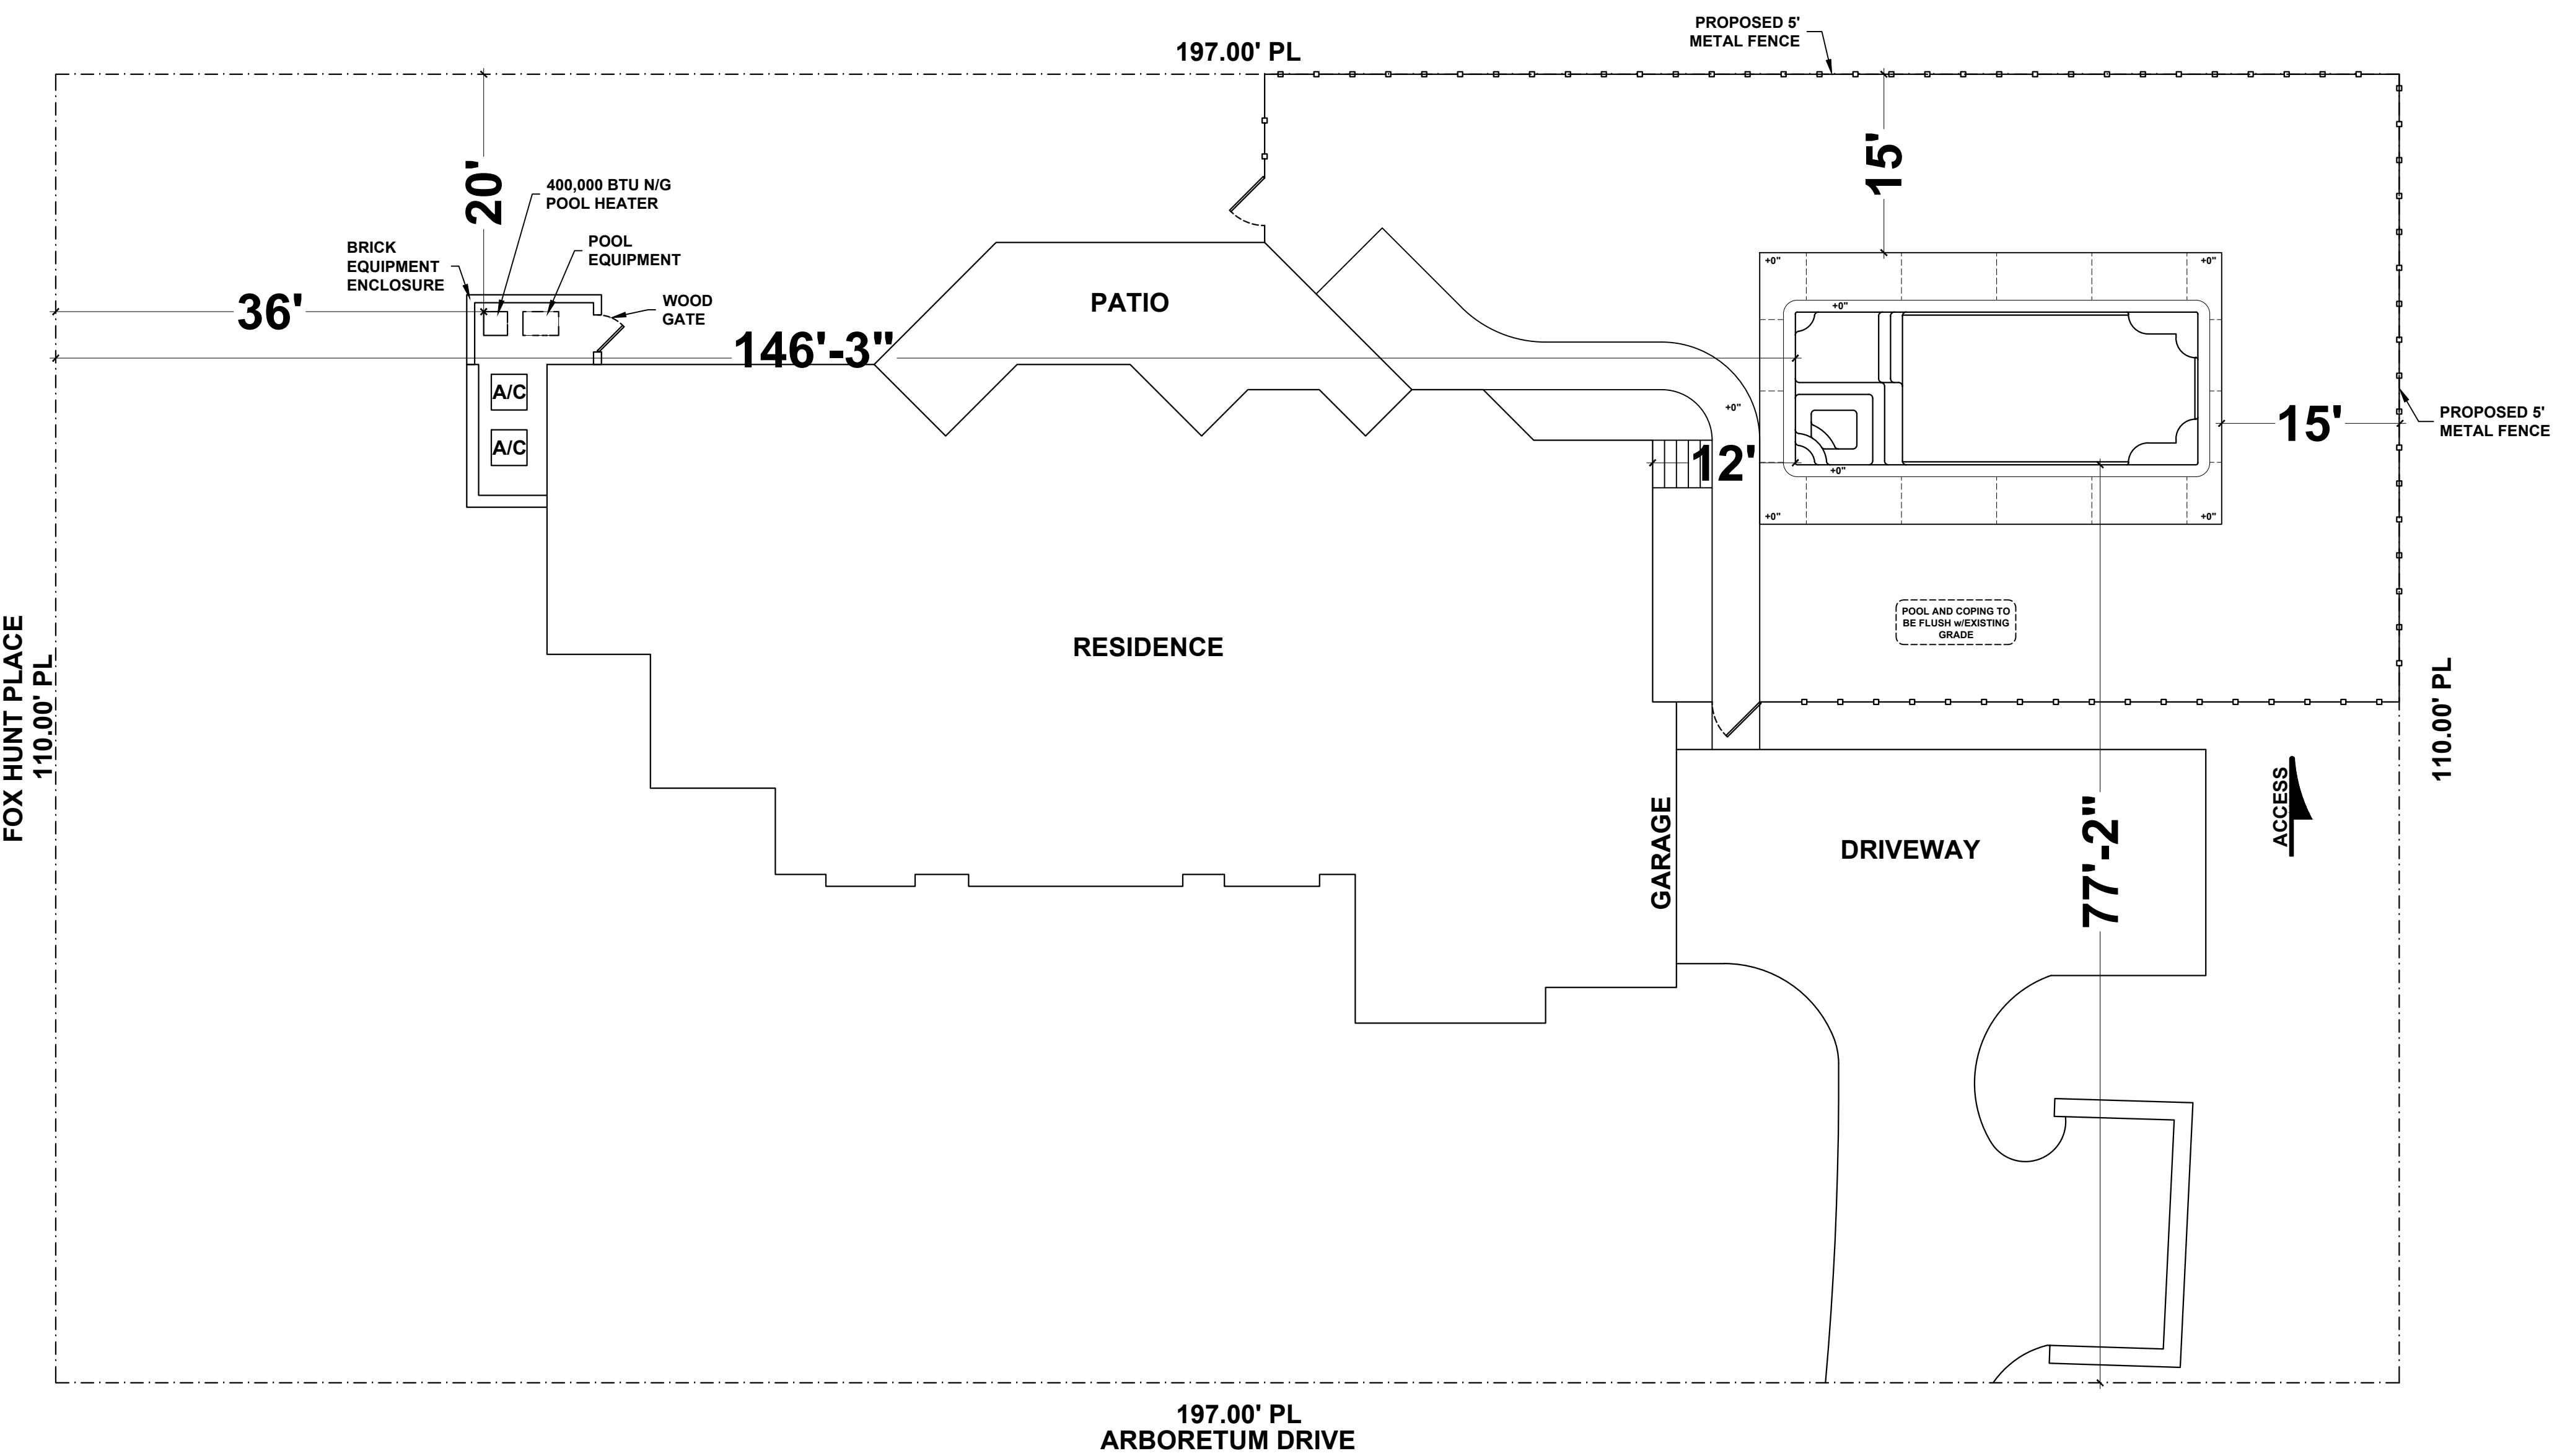 PROPOSED 5'
METAL FENCE
197.00' PL
20'
15'
400,000 BTU N/G
POOL HEATER
POOL
EQUIPMENT
BRICK
EQUIPMENT
ENCLOSURE
WOOD
GATE
36'
146'-3"
PATIO
+0"
+0"
+0"
A/C
A/C
+0"
12'
+0"
15'
PROPOSED 5'
METAL FENCE
+0"
+0"
POOL AND COPING TO
BE FLUSH w/EXISTING
GRADE
RESIDENCE
FOX HUNT PLACE
110.00' PL
110.00' PL
GARAGE
DRIVEWAY
77'-2"
ACCESS
197.00' PL
ARBORETUM DRIVE